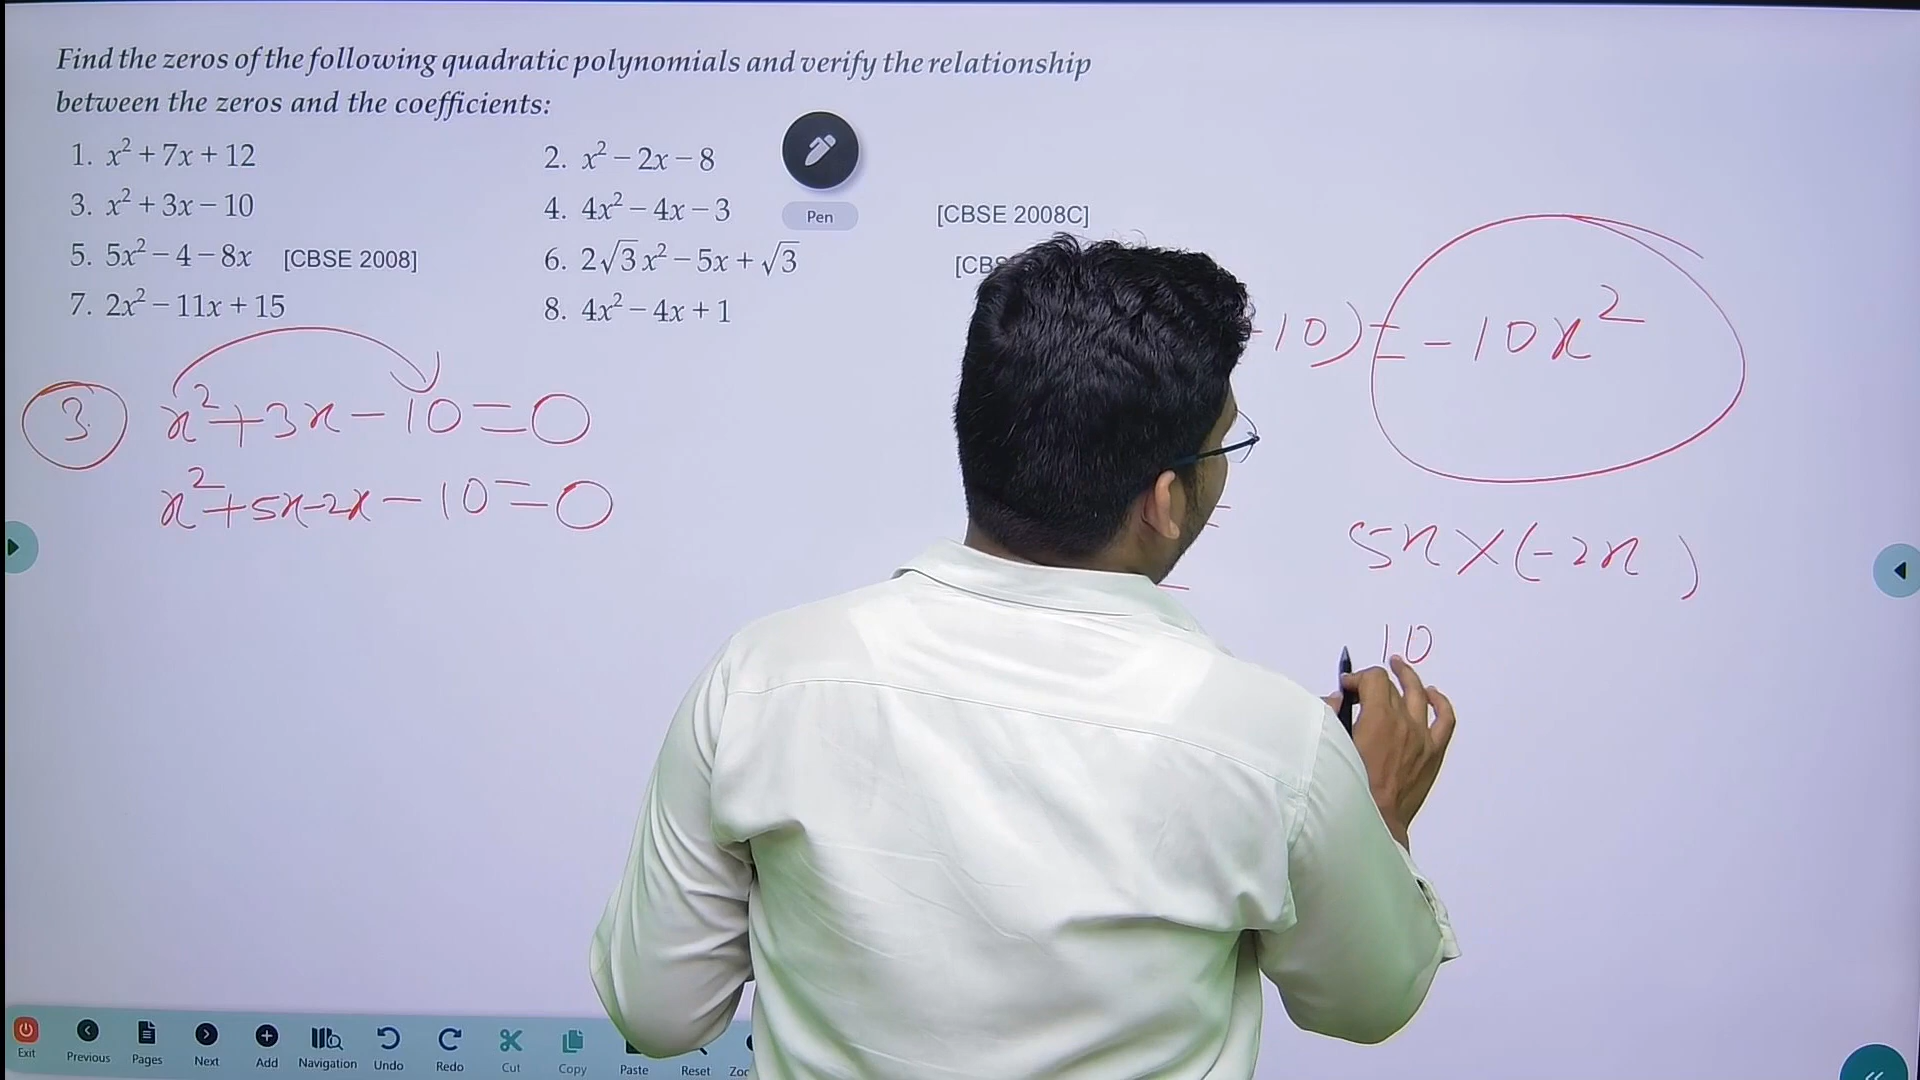 Find the zeros of the following quadratic polynomials and verify the relationship
between the zeros and the coefficients:
1. x² + 7x + 12
2. x² − 2x − 8
3. x² + 3x − 10
4. 4x² − 4x − 3 [CBSE 2008C]
5. 5x² − 4 − 8x [CBSE 2008]
6. 2√3x² − 5x + √3
7. 2x² − 11x + 15
8. 4x² − 4x + 1
Pen
3. x² + 3x − 10 = 0
x² + 5x − 2x − 10 = 0
10) = −10x²
5x × (−2x)
10
Exit Previous Pages Next Add Navigation Undo Redo Cut Copy Paste Reset